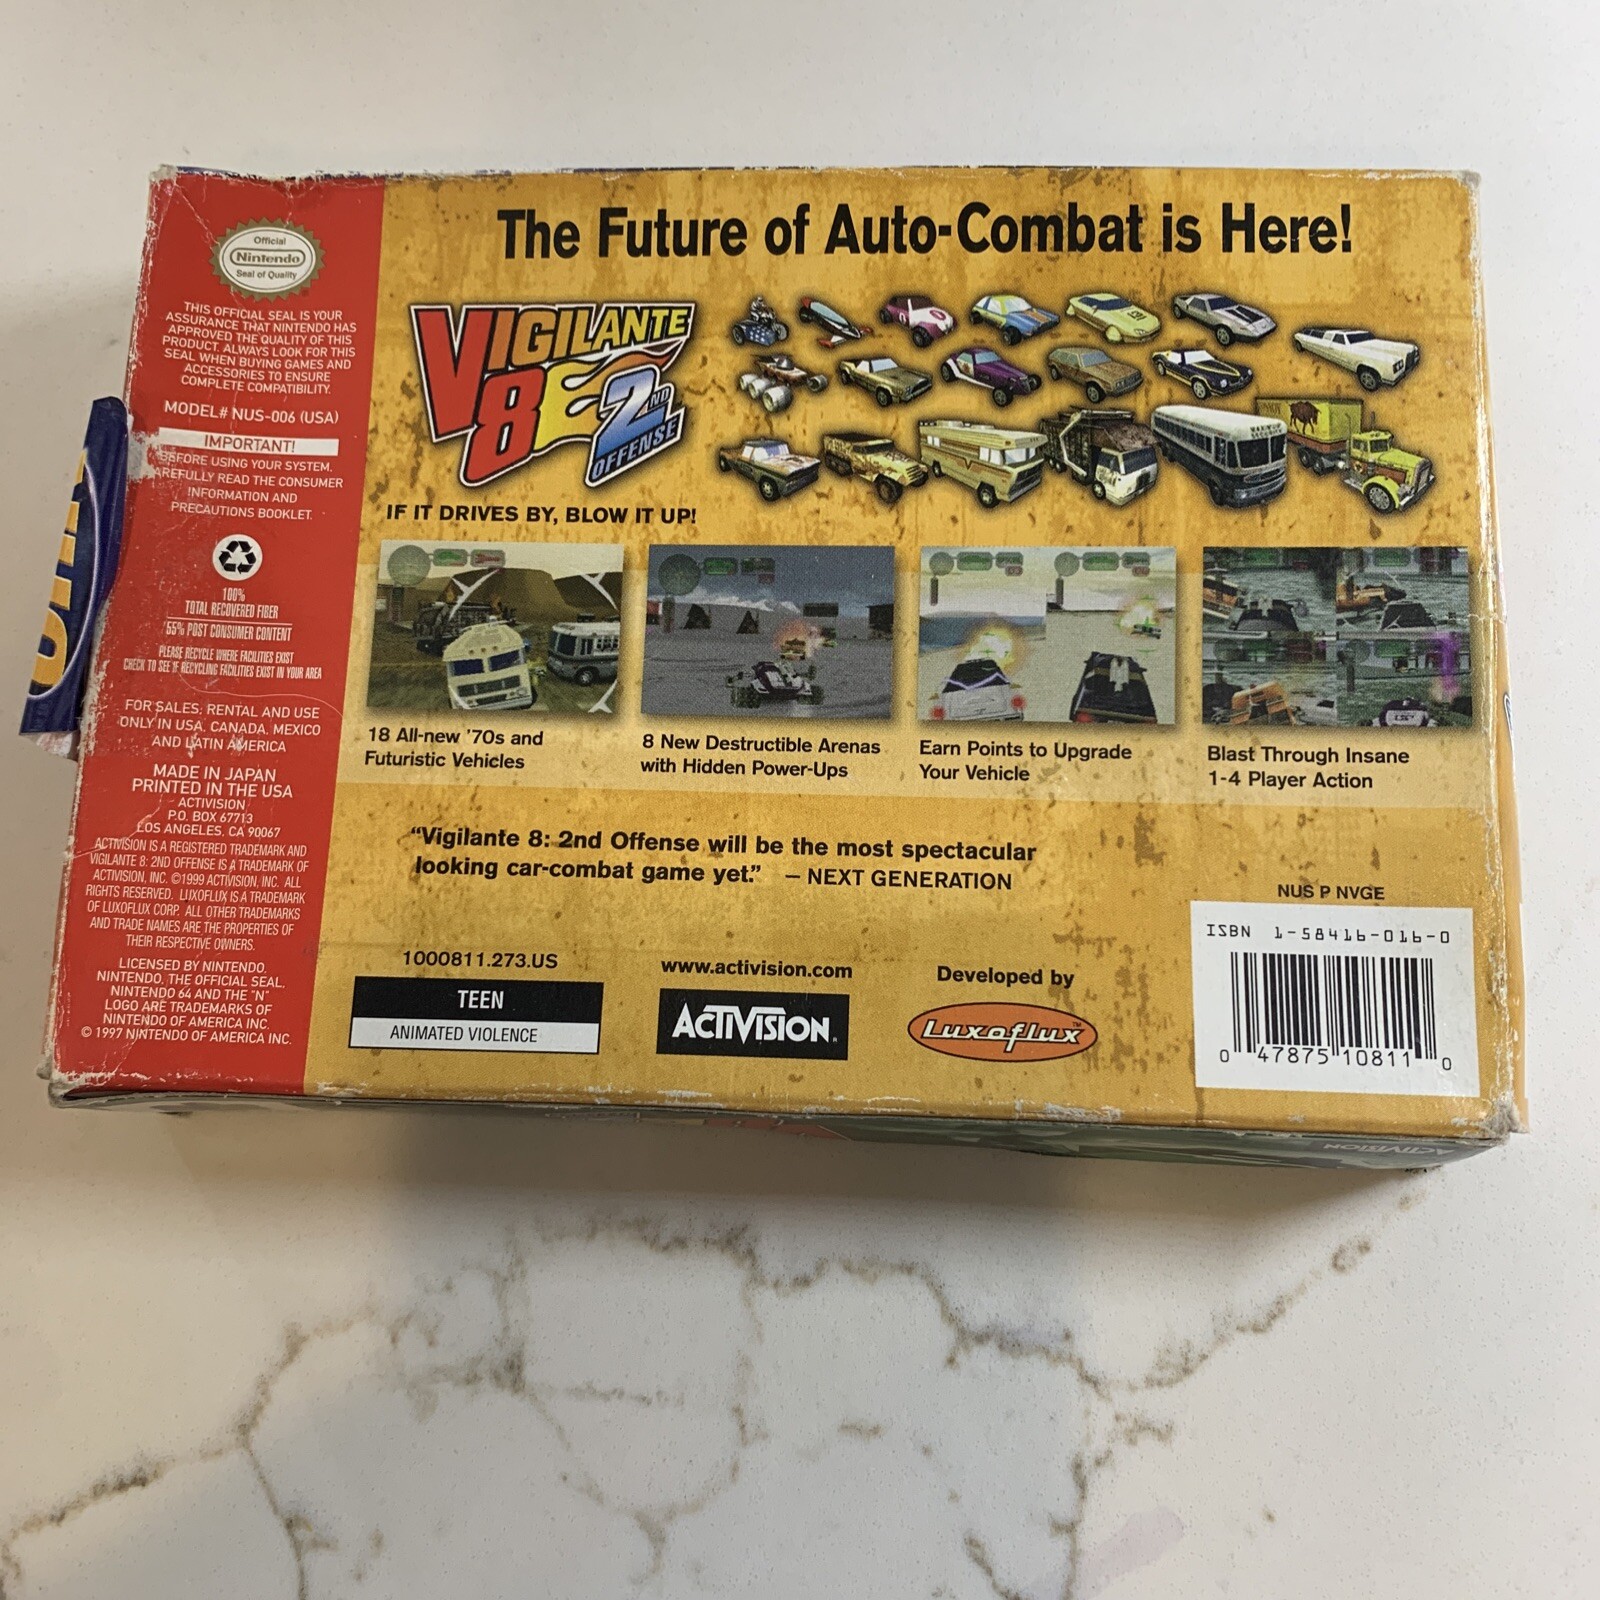 The Future of Auto-Combat is Here!
Official
Nintendo
Seal of Quality
THIS OFFICIAL SEAL IS YOUR
ASSURANCE THAT NINTENDO HAS
APPROVED THE QUALITY OF THIS
PRODUCT. ALWAYS LOOK FOR THIS
SEAL WHEN BUYING GAMES AND
ACCESSORIES TO ENSURE
COMPLETE COMPATIBILITY.
MODEL# NUS-006 (USA)
IMPORTANT!
BEFORE USING YOUR SYSTEM,
AREFULLY READ THE CONSUMER
INFORMATION AND
PRECAUTIONS BOOKLET.
100%
TOTAL RECOVERED FIBER
55% POST CONSUMER CONTENT
PLEASE RECYCLE WHERE FACILITIES EXIST
CHECK TO SEE IF RECYCLING FACILITIES EXIST IN YOUR AREA
FOR SALES, RENTAL AND USE
ONLY IN USA, CANADA, MEXICO
AND LATIN AMERICA
MADE IN JAPAN
PRINTED IN THE USA
ACTIVISION
P.O. BOX 67713
LOS ANGELES, CA 90067
ACTIVISION IS A REGISTERED TRADEMARK AND
VIGILANTE 8: 2ND OFFENSE IS A TRADEMARK OF
ACTIVISION, INC. ©1999 ACTIVISION, INC. ALL
RIGHTS RESERVED. LUXOFLUX IS A TRADEMARK
OF LUXOFLUX CORP. ALL OTHER TRADEMARKS
AND TRADE NAMES ARE THE PROPERTIES OF
THEIR RESPECTIVE OWNERS.
LICENSED BY NINTENDO.
NINTENDO, THE OFFICIAL SEAL,
NINTENDO 64 AND THE "N"
LOGO ARE TRADEMARKS OF
NINTENDO OF AMERICA INC.
© 1997 NINTENDO OF AMERICA INC.
VIGILANTE
8 2ND
OFFENSE
IF IT DRIVES BY, BLOW IT UP!
18 All-new '70s and
Futuristic Vehicles
8 New Destructible Arenas
with Hidden Power-Ups
Earn Points to Upgrade
Your Vehicle
Blast Through Insane
1-4 Player Action
"Vigilante 8: 2nd Offense will be the most spectacular
looking car-combat game yet." – NEXT GENERATION
1000811.273.US
TEEN
ANIMATED VIOLENCE
www.activision.com
ACTIVISION.
Developed by
Luxoflux™
NUS P NVGE
ISBN 1-58416-016-0
0 47875 10811 0
ACTIVISION